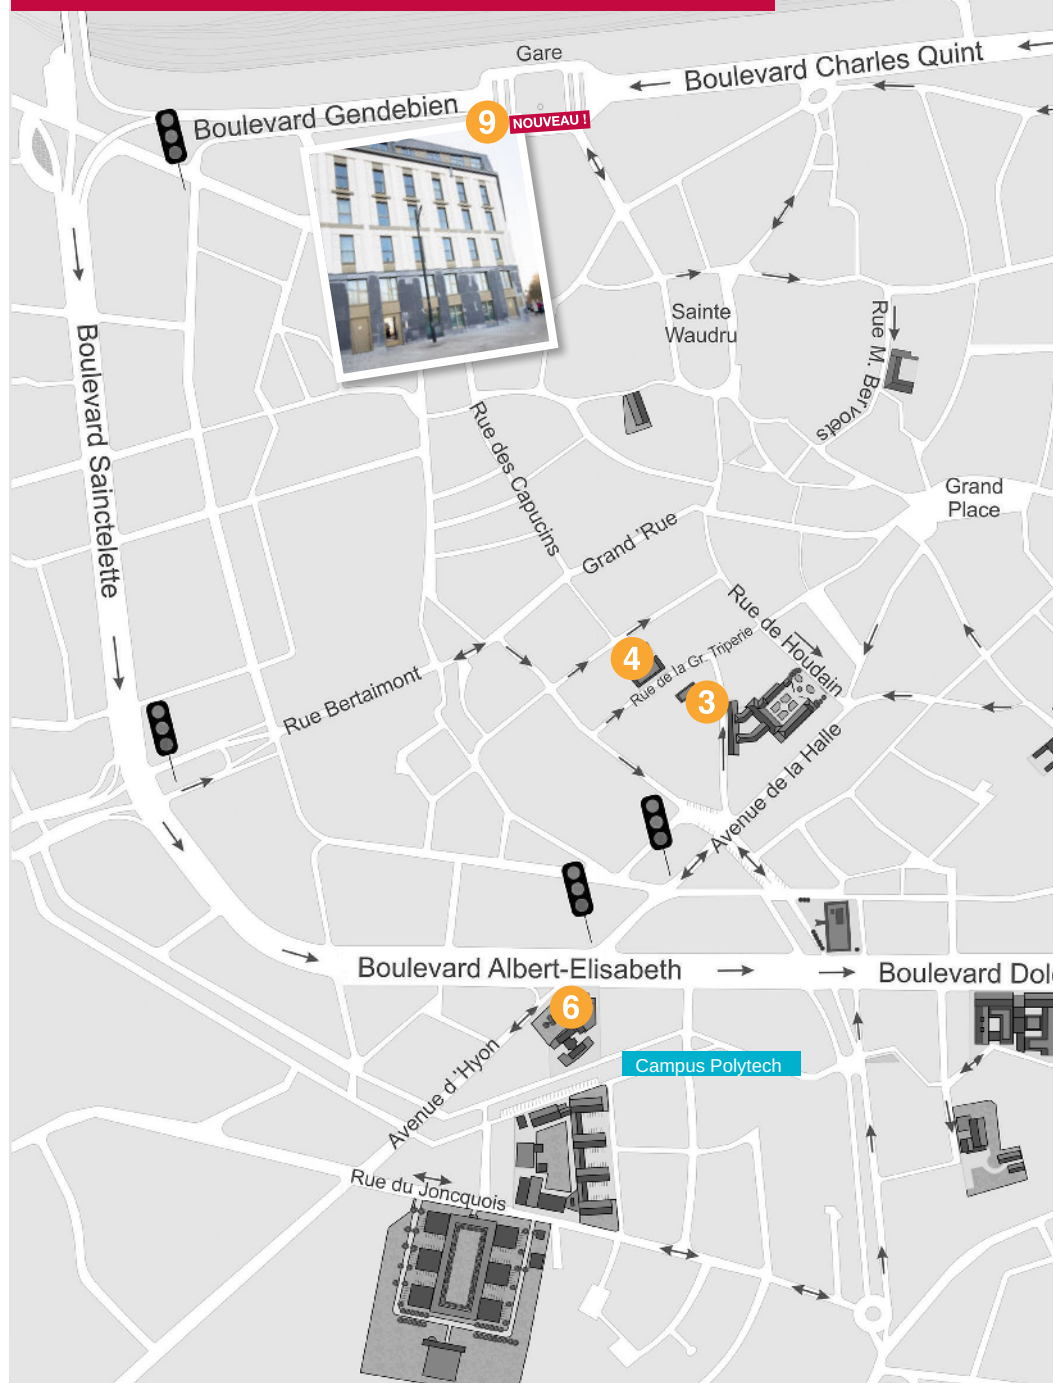 Gare
Boulevard Charles Quint
Boulevard Gendebien
9
NOUVEAU !
Sainte
Waudru
Rue M. Bervoets
Boulevard Sainctelette
Rue des Capucins
Grand
Place
Grand 'Rue
Rue de Houdain
4
Rue de la Gr. Triperie
3
Rue Bertaimont
Avenue de la Halle
Boulevard Albert-Elisabeth
Boulevard Dol
6
Campus Polytech
Avenue d 'Hyon
Rue du Joncquois